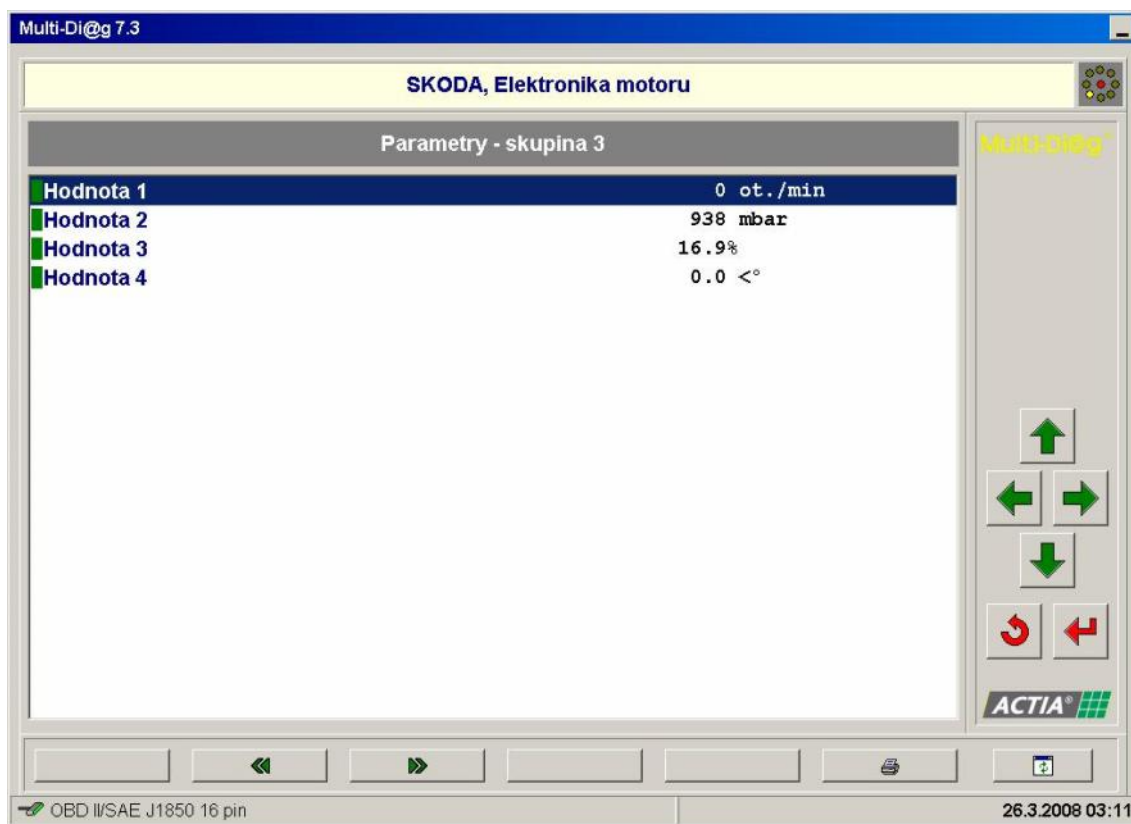 Multi-Di@g 7.3
SKODA, Elektronika motoru
Parametry - skupina 3
Multi-Di@g®
Hodnota 1 0 ot./min
Hodnota 2 938 mbar
Hodnota 3 16.9%
Hodnota 4 0.0 <°
ACTIA®
OBD II/SAE J1850 16 pin 26.3.2008 03:11